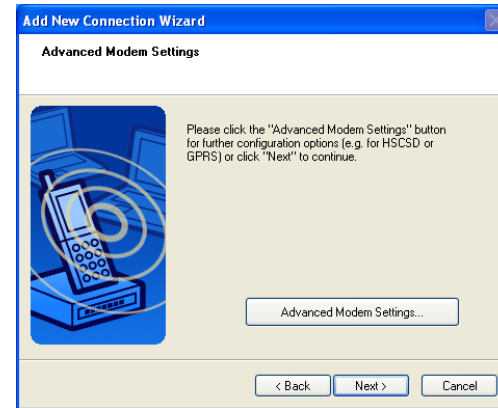 Add New Connection Wizard
Advanced Modem Settings
Please click the "Advanced Modem Settings" button
for further configuration options (e.g. for HSCSD or
GPRS) or click "Next" to continue.
Advanced Modem Settings...
< Back Next > Cancel